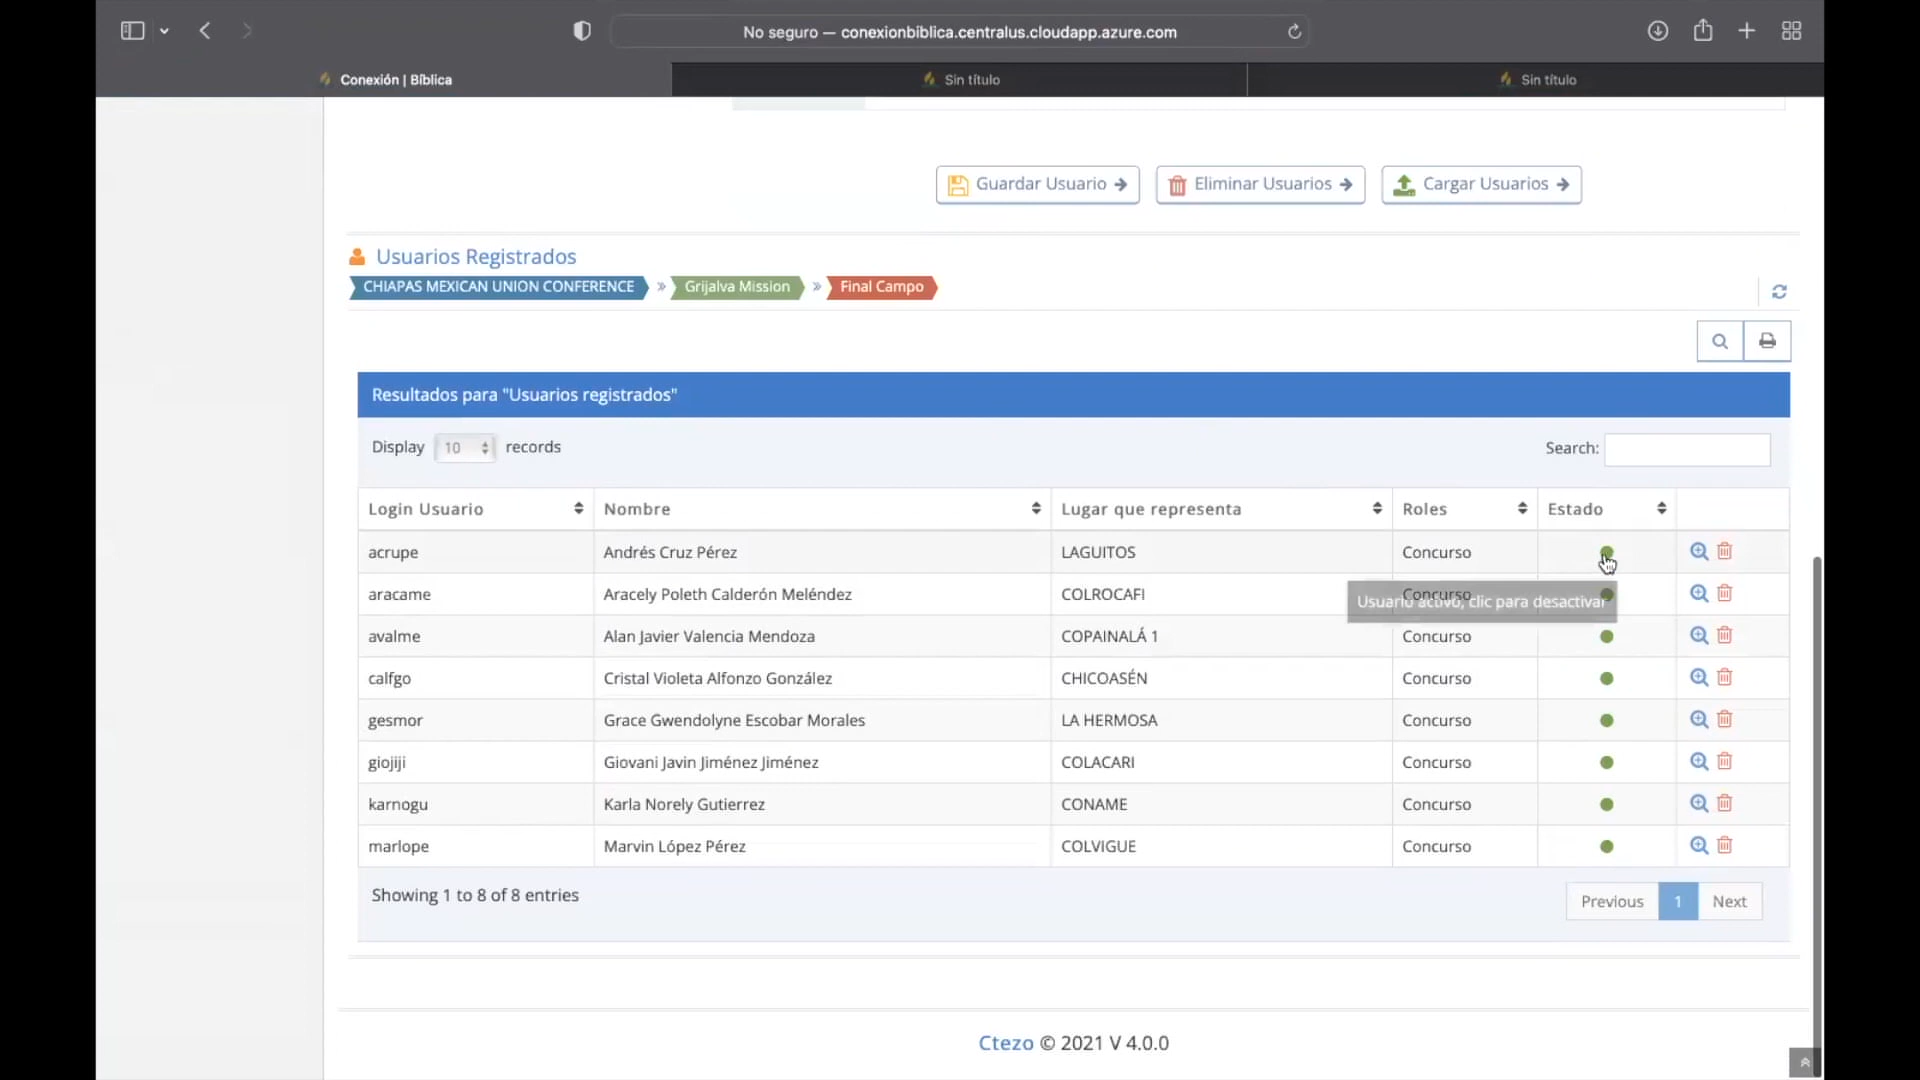 No seguro — conexionbiblica.centralus.cloudapp.azure.com
Conexión | Bíblica
Sin título
Sin título
Guardar Usuario
Eliminar Usuarios
Cargar Usuarios
Usuarios Registrados
CHIAPAS MEXICAN UNION CONFERENCE » Grijalva Mission » Final Campo
Resultados para "Usuarios registrados"
Display 10 records
Search:
Login Usuario Nombre Lugar que representa Roles Estado
acrupe Andrés Cruz Pérez LAGUITOS Concurso
aracame Aracely Poleth Calderón Meléndez COLROCAFI Concurso
Usuario activo, clic para desactivar
avalme Alan Javier Valencia Mendoza COPAINALÁ 1 Concurso
calfgo Cristal Violeta Alfonzo González CHICOASÉN Concurso
gesmor Grace Gwendolyne Escobar Morales LA HERMOSA Concurso
giojiji Giovani Javin Jiménez Jiménez COLACARI Concurso
karnogu Karla Norely Gutierrez CONAME Concurso
marlope Marvin López Pérez COLVIGUE Concurso
Showing 1 to 8 of 8 entries
Previous 1 Next
Ctezo © 2021 V 4.0.0